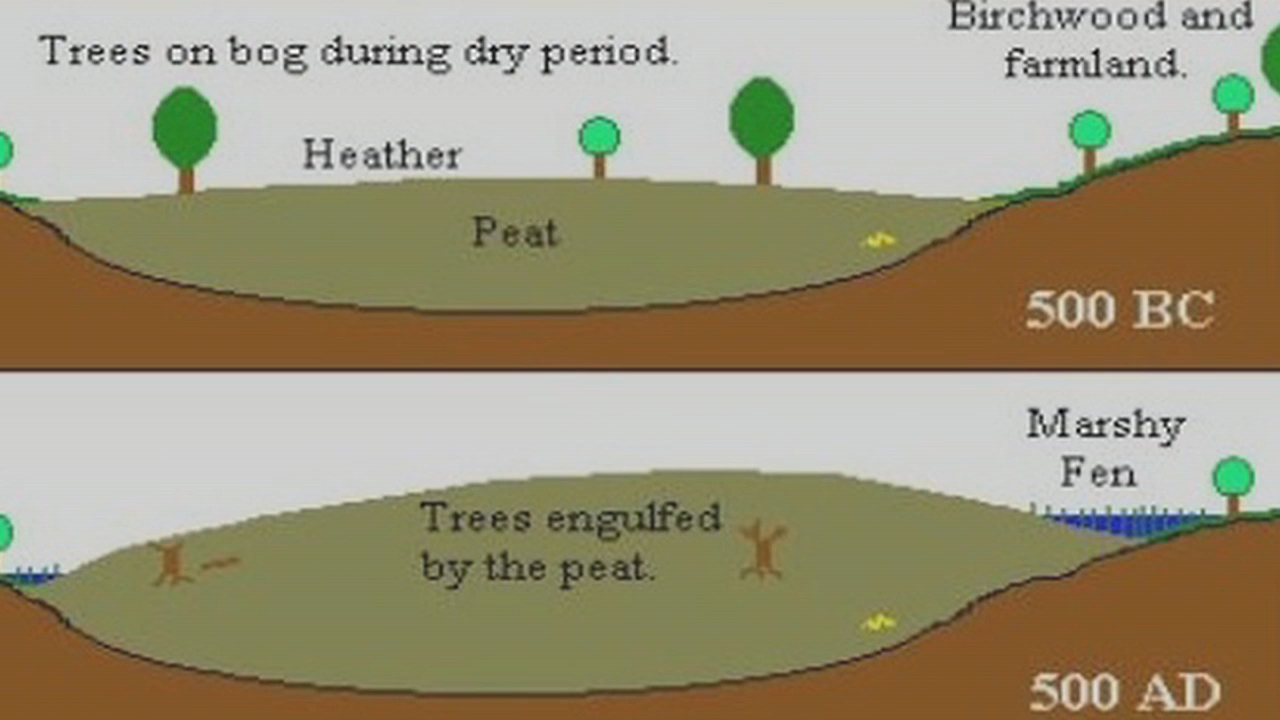 Birchwood and
Trees on bog during dry period.
farmland.
Heather
Peat
500 BC
Marshy
Fen
Trees engulfed
by the peat.
500 AD